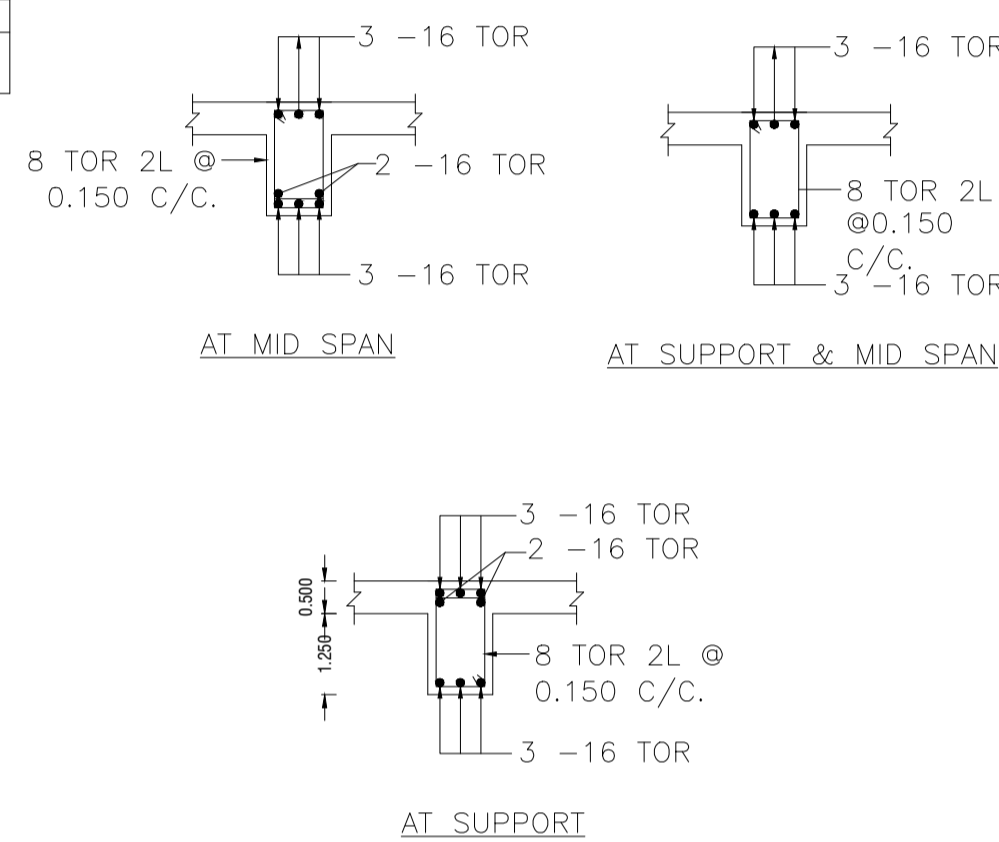 3 -16 TOR
8 TOR 2L @
0.150 C/C.
2 -16 TOR
3 -16 TOR
AT MID SPAN
3 -16 TOR
8 TOR 2L
@0.150
C/C.
3 -16 TOR
AT SUPPORT & MID SPAN
3 -16 TOR
2 -16 TOR
0.500
1.250
8 TOR 2L @
0.150 C/C.
3 -16 TOR
AT SUPPORT